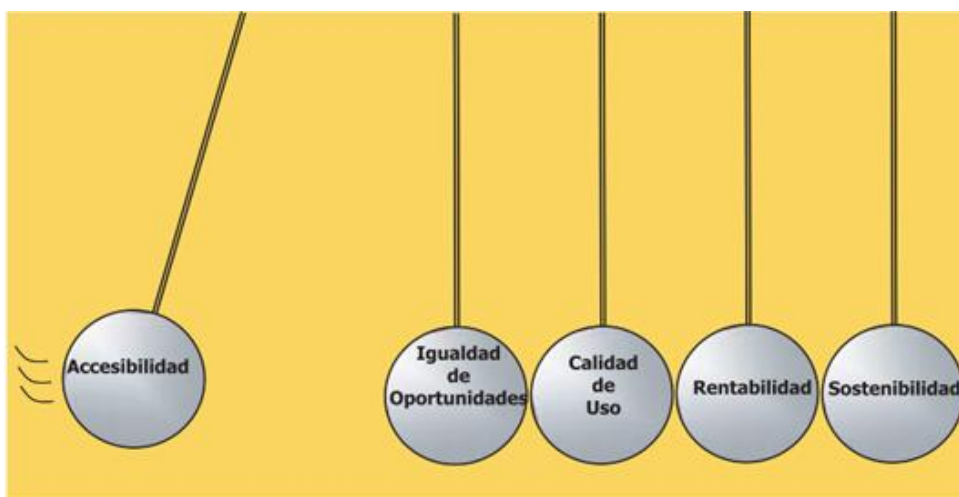 Accesibilidad
Igualdad
de
Oportunidades
Calidad
de
Uso
Rentabilidad
Sostenibilidad